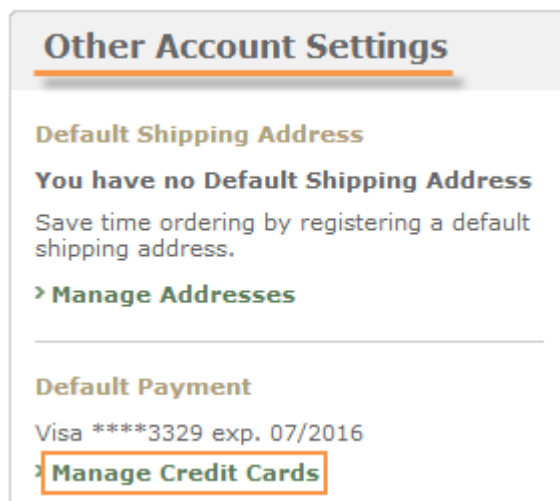 Other Account Settings
Default Shipping Address
You have no Default Shipping Address
Save time ordering by registering a default
shipping address.
> Manage Addresses
Default Payment
Visa ****3329 exp. 07/2016
> Manage Credit Cards